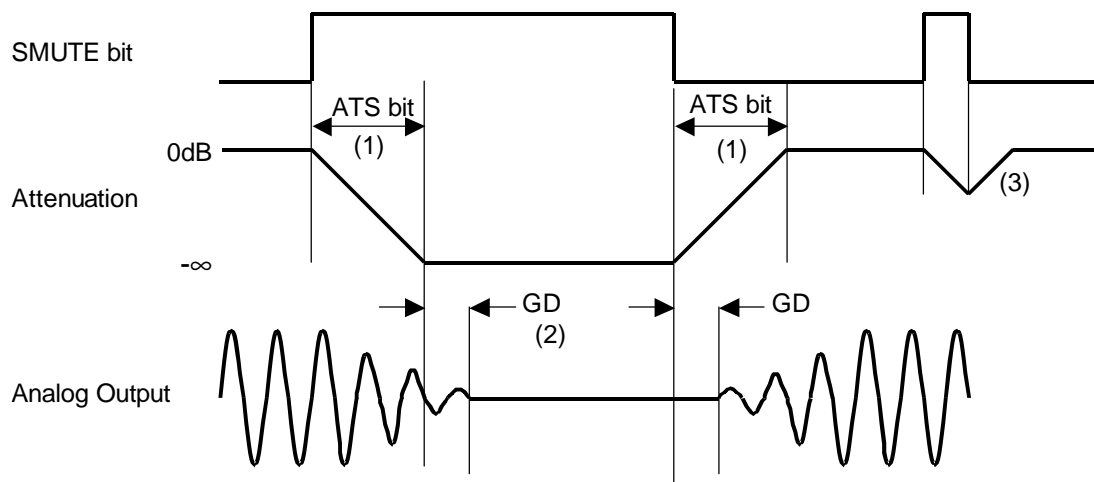 SMUTE bit
ATS bit
ATS bit
(1)
(1)
0dB
(3)
Attenuation
-∞
GD
GD
(2)
Analog Output